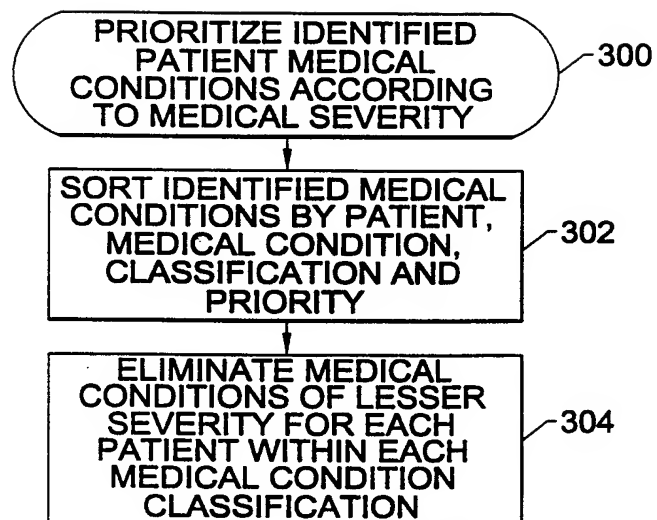 PRIORITIZE IDENTIFIED
PATIENT MEDICAL
CONDITIONS ACCORDING
TO MEDICAL SEVERITY
300
SORT IDENTIFIED MEDICAL
CONDITIONS BY PATIENT,
MEDICAL CONDITION,
CLASSIFICATION AND
PRIORITY
302
ELIMINATE MEDICAL
CONDITIONS OF LESSER
SEVERITY FOR EACH
PATIENT WITHIN EACH
MEDICAL CONDITION
CLASSIFICATION
304